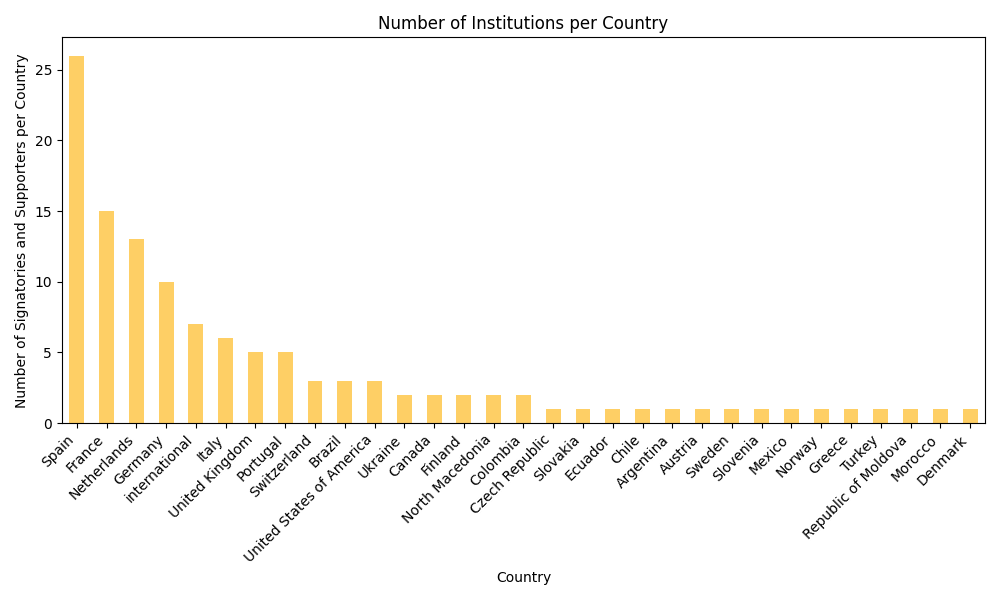 Number of Institutions per Country
Number of Signatories and Supporters per Country
25
20
15
10
5
0
Spain
France
Netherlands
Germany
international
Italy
United Kingdom
Portugal
Switzerland
Brazil
United States of America
Ukraine
Canada
Finland
North Macedonia
Colombia
Czech Republic
Slovakia
Ecuador
Chile
Argentina
Austria
Sweden
Slovenia
Mexico
Norway
Greece
Turkey
Republic of Moldova
Morocco
Denmark
Country